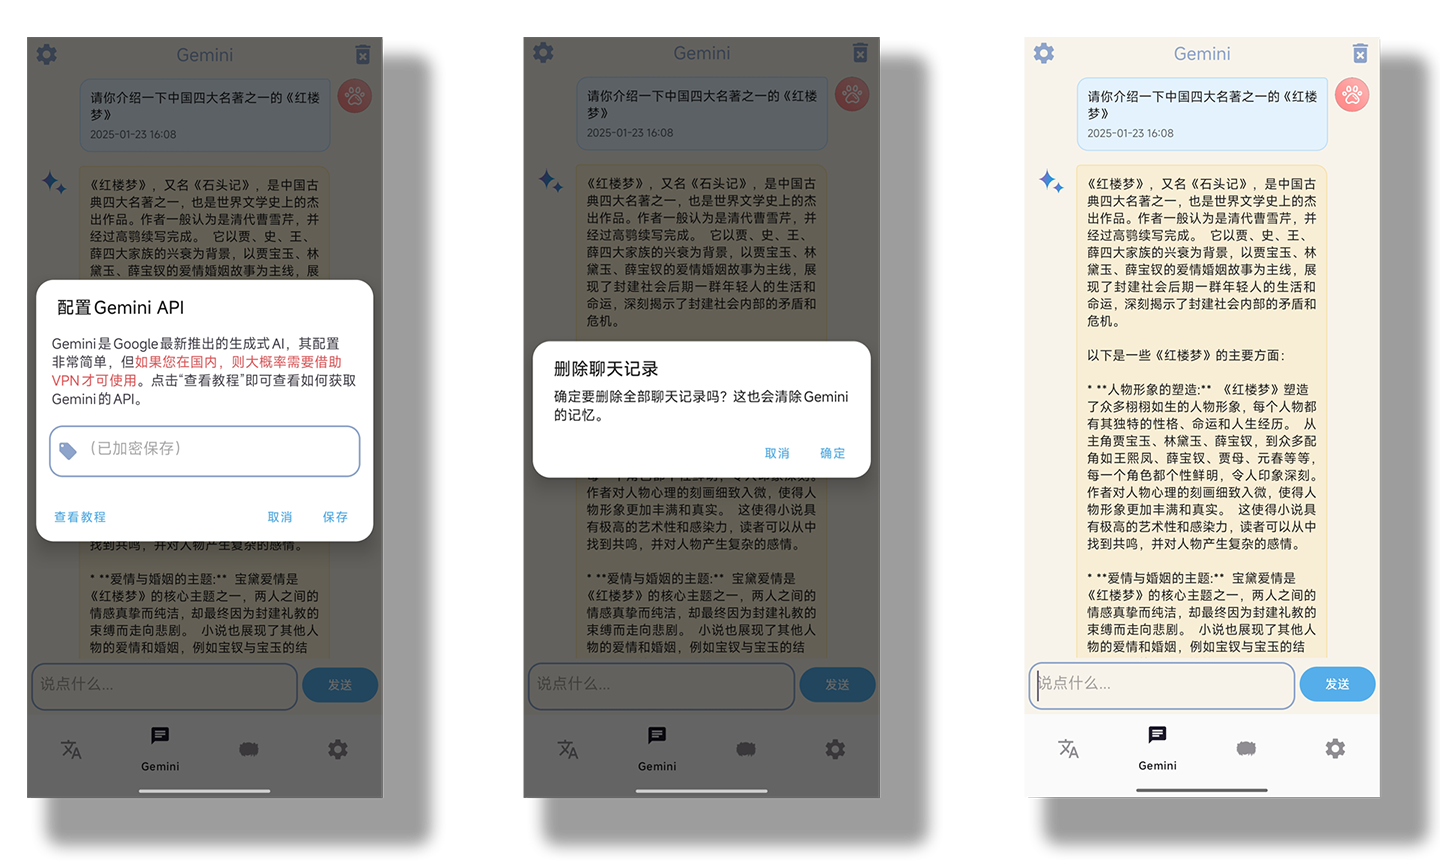 Gemini
请你介绍一下中国四大名著之一的《红楼
梦》
2025-01-23 16:08
《红楼梦》，又名《石头记》，是中国古
典四大名著之一，也是世界文学史上的杰
出作品。作者一般认为是清代曹雪芹，并
经过高鹗续写完成。 它以贾、史、王、
薛四大家族的兴衰为背景，以贾宝玉、林
黛玉、薛宝钗的爱情婚姻故事为主线，展
配置Gemini API
Gemini是Google最新推出的生成式AI，其配置
非常简单，但如果您在国内，则大概率需要借助
VPN才可使用。点击“查看教程”即可查看如何获取
Gemini的API。
（已加密保存）
查看教程 取消 保存
找到共鸣，并对人物产生复杂的感情。
* **爱情与婚姻的主题:** 宝黛爱情是
《红楼梦》的核心主题之一，两人之间的
情感真挚而纯洁，却最终因为封建礼教的
束缚而走向悲剧。 小说也展现了其他人
物的爱情和婚姻，例如宝钗与宝玉的结
说点什么... 发送
Gemini
Gemini
请你介绍一下中国四大名著之一的《红楼
梦》
2025-01-23 16:08
《红楼梦》，又名《石头记》，是中国古
典四大名著之一，也是世界文学史上的杰
出作品。作者一般认为是清代曹雪芹，并
经过高鹗续写完成。 它以贾、史、王、
薛四大家族的兴衰为背景，以贾宝玉、林
黛玉、薛宝钗的爱情婚姻故事为主线，展
现了封建社会后期一群年轻人的生活和
命运，深刻揭示了封建社会内部的矛盾和
危机。
删除聊天记录
确定要删除全部聊天记录吗？这也会清除Gemini
的记忆。
取消 确定
每一个角色都个性鲜明，令人印象深刻。
作者对人物心理的刻画细致入微，使得人
物形象更加丰满和真实。 这使得小说具
有极高的艺术性和感染力，读者可以从中
找到共鸣，并对人物产生复杂的感情。
* **爱情与婚姻的主题:** 宝黛爱情是
《红楼梦》的核心主题之一，两人之间的
情感真挚而纯洁，却最终因为封建礼教的
束缚而走向悲剧。 小说也展现了其他人
物的爱情和婚姻，例如宝钗与宝玉的结
说点什么... 发送
Gemini
Gemini
请你介绍一下中国四大名著之一的《红楼
梦》
2025-01-23 16:08
《红楼梦》，又名《石头记》，是中国古
典四大名著之一，也是世界文学史上的杰
出作品。作者一般认为是清代曹雪芹，并
经过高鹗续写完成。 它以贾、史、王、
薛四大家族的兴衰为背景，以贾宝玉、林
黛玉、薛宝钗的爱情婚姻故事为主线，展
现了封建社会后期一群年轻人的生活和
命运，深刻揭示了封建社会内部的矛盾和
危机。
以下是一些《红楼梦》的主要方面：
* **人物形象的塑造:** 《红楼梦》塑造
了众多栩栩如生的人物形象，每个人物都
有其独特的性格、命运和人生经历。 从
主角贾宝玉、林黛玉、薛宝钗，到众多配
角如王熙凤、薛宝钗、贾母、元春等等，
每一个角色都个性鲜明，令人印象深刻。
作者对人物心理的刻画细致入微，使得人
物形象更加丰满和真实。 这使得小说具
有极高的艺术性和感染力，读者可以从中
找到共鸣，并对人物产生复杂的感情。
* **爱情与婚姻的主题:** 宝黛爱情是
《红楼梦》的核心主题之一，两人之间的
情感真挚而纯洁，却最终因为封建礼教的
束缚而走向悲剧。 小说也展现了其他人
物的爱情和婚姻，例如宝钗与宝玉的结
说点什么... 发送
Gemini